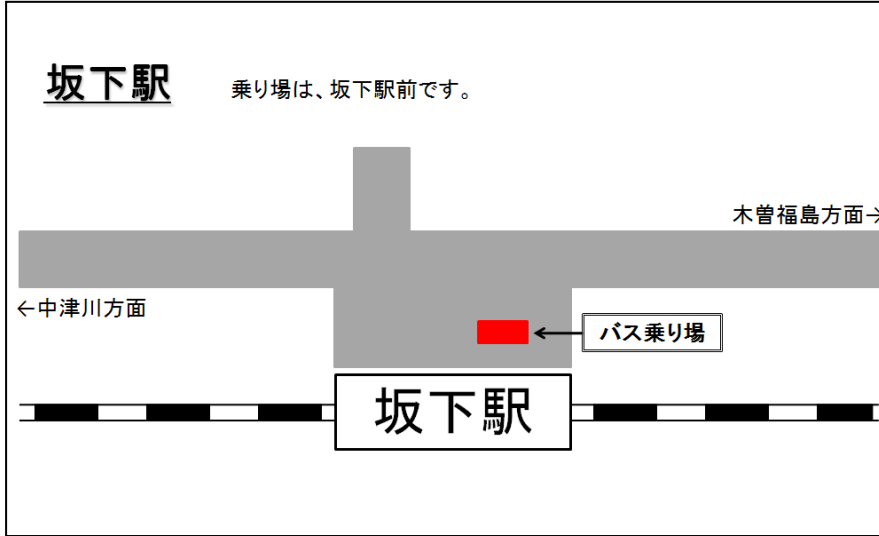 坂下駅
乗り場は、坂下駅前です。
木曽福島方面→
←中津川方面
バス乗り場
坂下駅